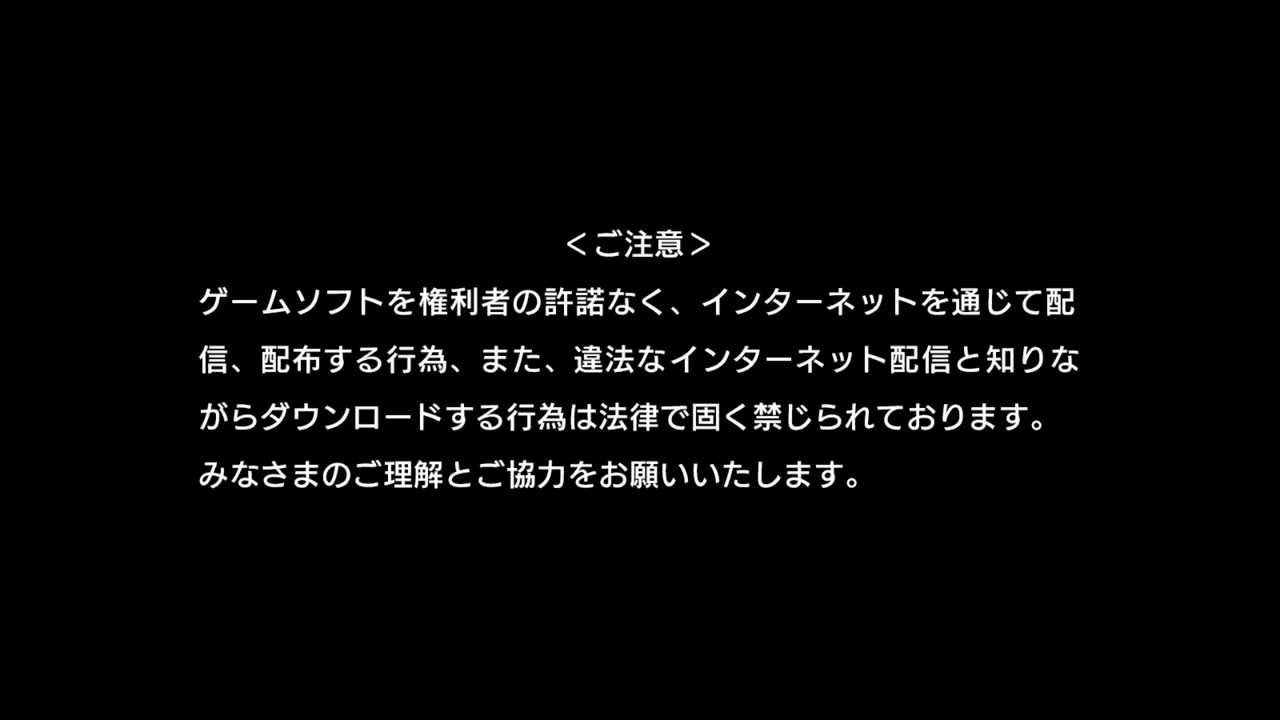 ＜ご注意＞
ゲームソフトを権利者の許諾なく、インターネットを通じて配
信、配布する行為、また、違法なインターネット配信と知りな
がらダウンロードする行為は法律で固く禁じられております。
みなさまのご理解とご協力をお願いいたします。